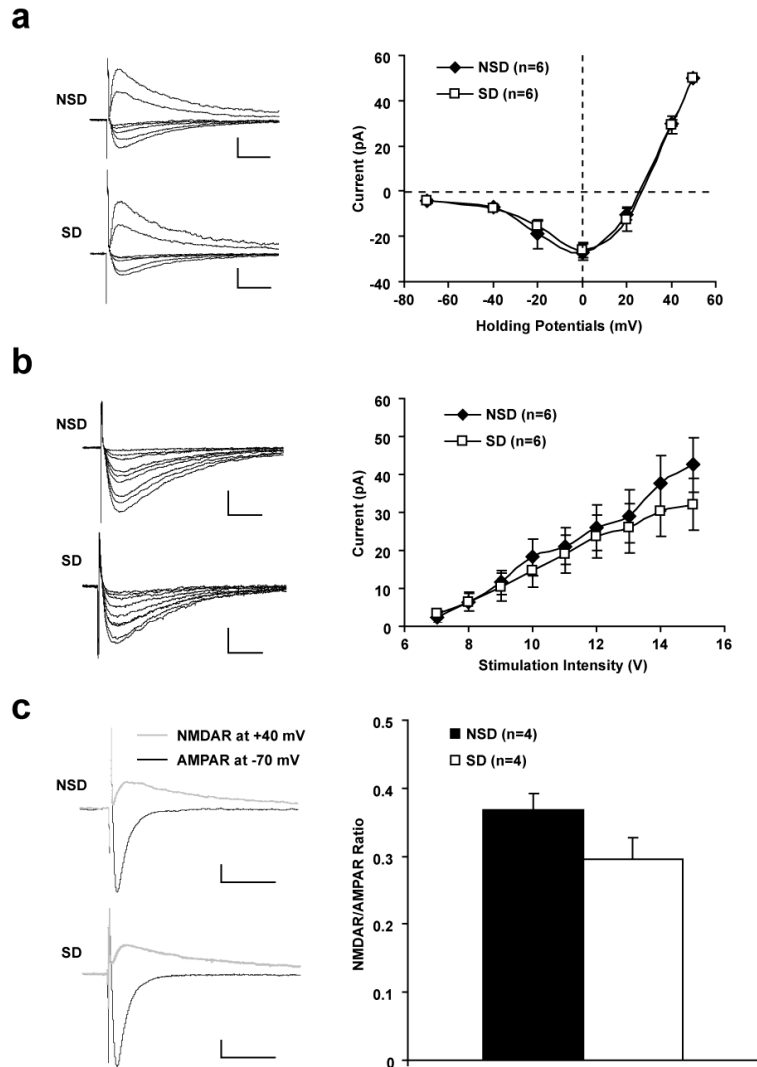 a
NSD
SD
NSD (n=6)
SD (n=6)
Current (pA)
60
40
20
0
-20
-40
-80
-60
-40
-20
0
20
40
60
Holding Potentials (mV)
b
NSD
SD
NSD (n=6)
SD (n=6)
Current (pA)
60
50
40
30
20
10
0
6
8
10
12
14
16
Stimulation Intensity (V)
c
NMDAR at +40 mV
AMPAR at -70 mV
NSD
SD
NSD (n=4)
SD (n=4)
NMDAR/AMPAR Ratio
0.5
0.4
0.3
0.2
0.1
0